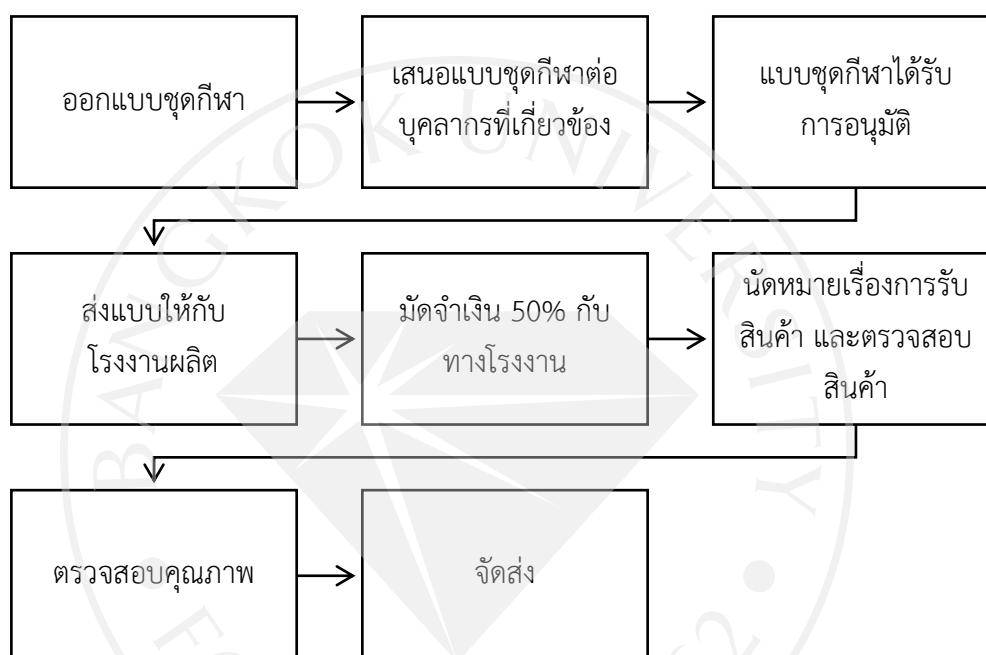 ออกแบบชุดกีฬา
เสนอแบบชุดกีฬาต่อ
บุคลากรที่เกี่ยวข้อง
แบบชุดกีฬาได้รับ
การอนุมัติ
ส่งแบบให้กับ
โรงงานผลิต
มัดจำเงิน 50% กับ
ทางโรงงาน
นัดหมายเรื่องการรับ
สินค้า และตรวจสอบ
สินค้า
ตรวจสอบคุณภาพ
จัดส่ง
BANGKOK UNIVERSITY